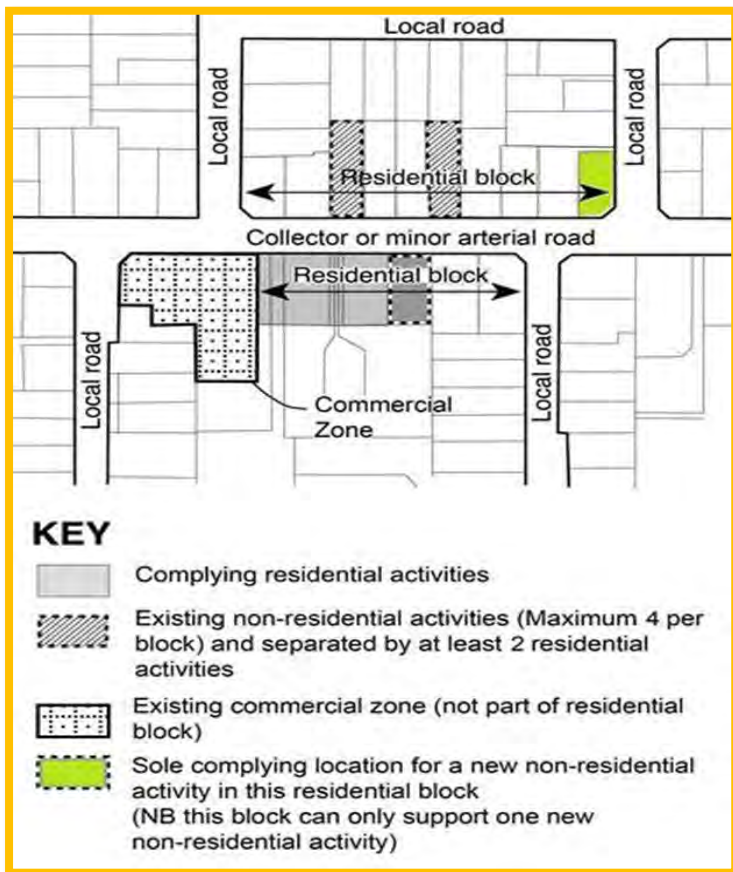 Local road
Local road
Local road
Residential block
Collector or minor arterial road
Residential block
Local road
Local road
Commercial
Zone
KEY
Complying residential activities
Existing non-residential activities (Maximum 4 per
block) and separated by at least 2 residential
activities
Existing commercial zone (not part of residential
block)
Sole complying location for a new non-residential
activity in this residential block
(NB this block can only support one new
non-residential activity)